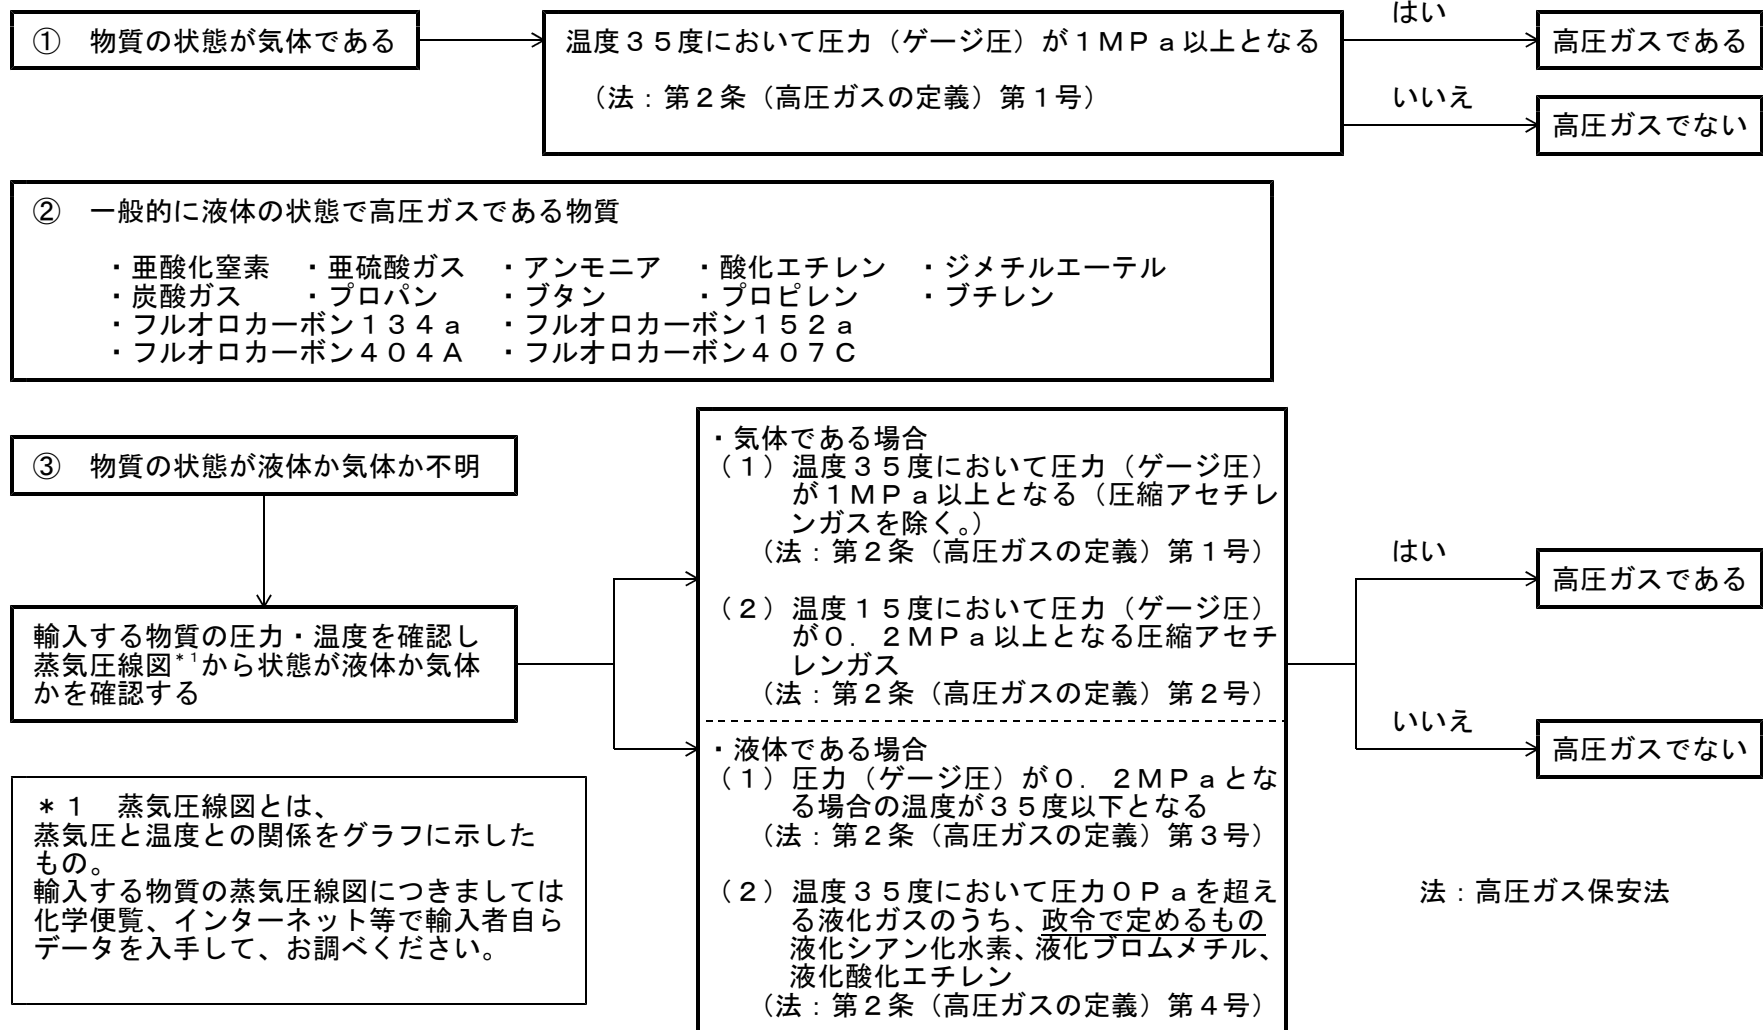 ① 物質の状態が気体である
温度35度において圧力(ゲージ圧)が1MPa以上となる
(法:第2条(高圧ガスの定義)第1号)
はい
高圧ガスである
いいえ
高圧ガスでない
② 一般的に液体の状態で高圧ガスである物質
・亜酸化窒素 ・亜硫酸ガス ・アンモニア ・酸化エチレン ・ジメチルエーテル
・炭酸ガス ・プロパン ・ブタン ・プロピレン ・ブチレン
・フルオロカーボン134a ・フルオロカーボン152a
・フルオロカーボン404A ・フルオロカーボン407C
③ 物質の状態が液体か気体か不明
輸入する物質の圧力・温度を確認し
蒸気圧線図*1から状態が液体か気体
かを確認する
*1 蒸気圧線図とは、
蒸気圧と温度との関係をグラフに示した
もの。
輸入する物質の蒸気圧線図につきましては
化学便覧、インターネット等で輸入者自ら
データを入手して、お調べください。
・気体である場合
(1)温度35度において圧力(ゲージ圧)
が1MPa以上となる(圧縮アセチレ
ンガスを除く。)
(法:第2条(高圧ガスの定義)第1号)
(2)温度15度において圧力(ゲージ圧)
が0.2MPa以上となる圧縮アセチ
レンガス
(法:第2条(高圧ガスの定義)第2号)
・液体である場合
(1)圧力(ゲージ圧)が0.2MPaとな
る場合の温度が35度以下となる
(法:第2条(高圧ガスの定義)第3号)
(2)温度35度において圧力0Paを超え
る液化ガスのうち、政令で定めるもの
液化シアン化水素、液化ブロムメチル、
液化酸化エチレン
(法:第2条(高圧ガスの定義)第4号)
はい
高圧ガスである
いいえ
高圧ガスでない
法:高圧ガス保安法